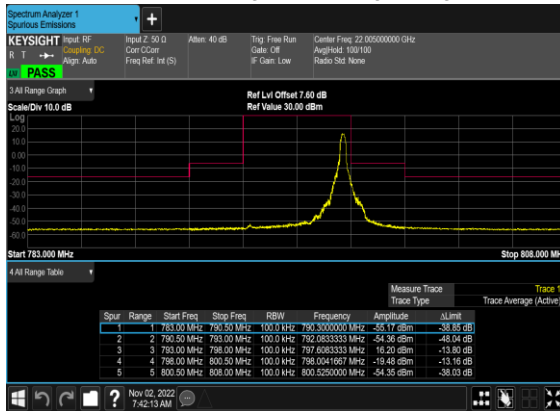 Spectrum Analyzer 1
Spurious Emissions
KEYSIGHT Input: RF Input Z: 50 Ω Atten: 40 dB Trig: Free Run Center Freq: 22.005000000 GHz
R T Coupling: DC Corr CCorr Gate: Off Avg|Hold: 100/100
Align: Auto Freq Ref: Int (S) IF Gain: Low Radio Std: None
PASS
3 All Range Graph
Ref Lvl Offset 7.60 dB
Scale/Div 10.0 dB Ref Value 30.00 dBm
Log
20.0
10.0
0.00
-10.0
-20.0
-30.0
-40.0
-50.0
-60.0
Start 783.000 MHz Stop 808.000 MH
4 All Range Table
Measure Trace Trace 1
Trace Type Trace Average (Active)
Spur Range Start Freq Stop Freq RBW Frequency Amplitude ΔLimit
1 1 783.00 MHz 790.50 MHz 100.0 kHz 790.3000000 MHz -55.17 dBm -38.85 dB
2 2 790.50 MHz 793.00 MHz 100.0 kHz 792.0833333 MHz -54.36 dBm -48.04 dB
3 3 793.00 MHz 798.00 MHz 100.0 kHz 797.6083333 MHz 16.20 dBm -13.80 dB
4 4 798.00 MHz 800.50 MHz 100.0 kHz 798.0041667 MHz -19.48 dBm -13.16 dB
5 5 800.50 MHz 808.00 MHz 100.0 kHz 800.5250000 MHz -54.35 dBm -38.03 dB
Nov 02, 2022
7:42:13 AM